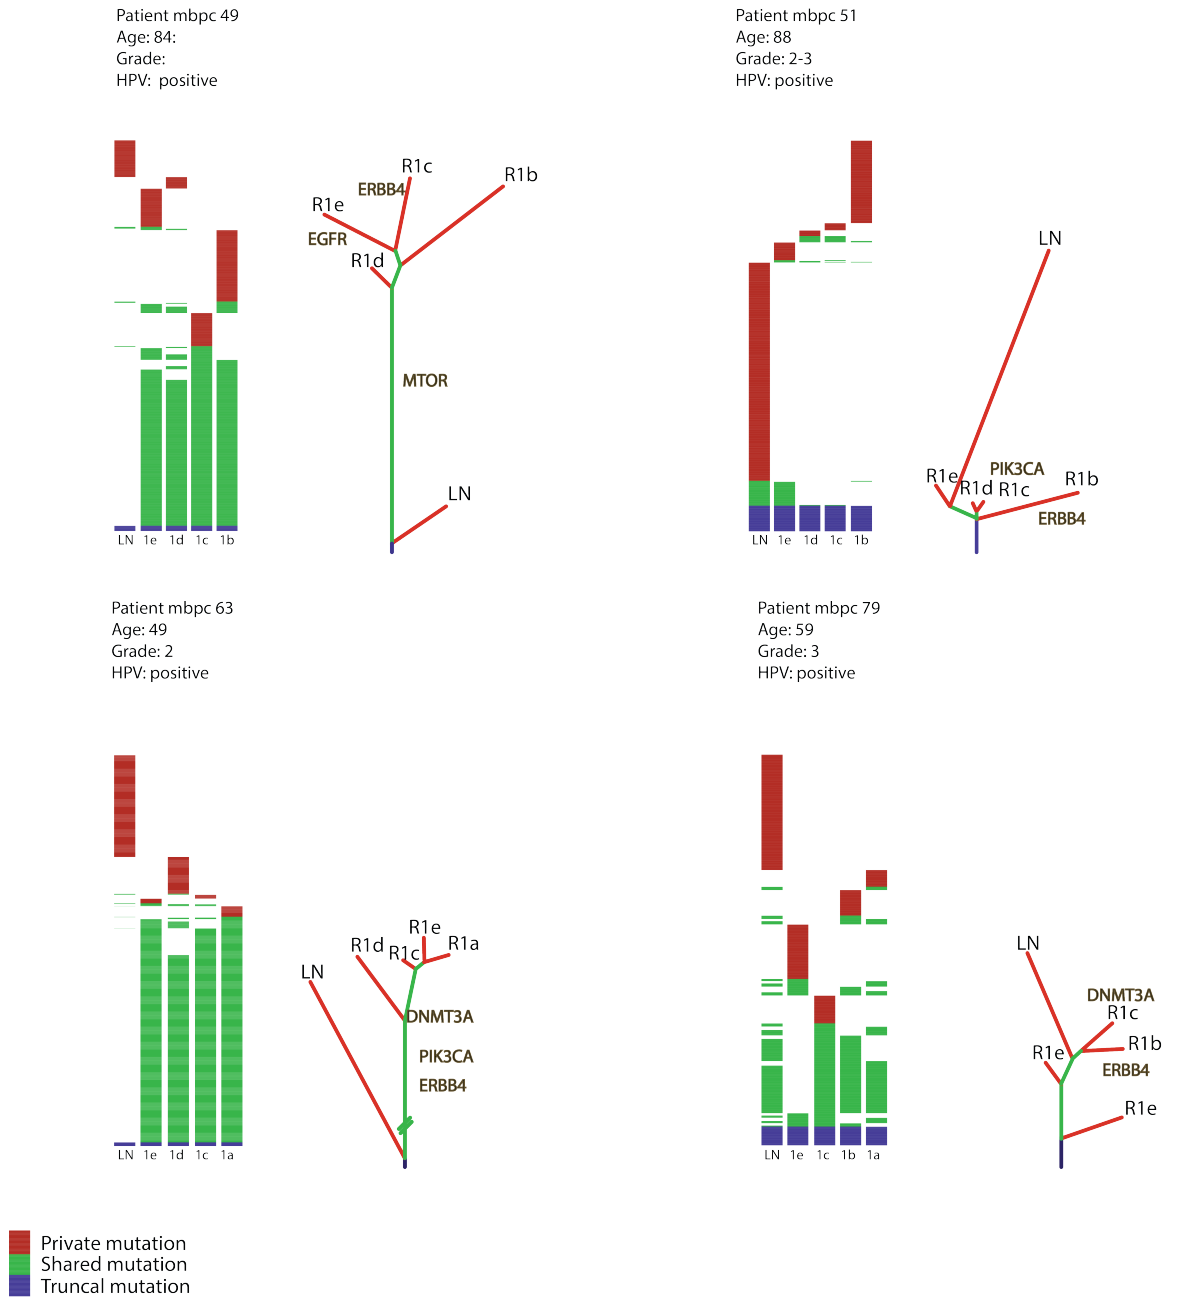 Patient mbpc 49
Age: 84:
Grade:
HPV:  positive
R1c
ERBB4
R1b
R1e
EGFR
R1d
MTOR
LN
LN 1e 1d 1c 1b
Patient mbpc 51
Age: 88
Grade: 2-3
HPV: positive
LN
PIK3CA
R1e
R1d R1c
R1b
ERBB4
LN 1e 1d 1c 1b
Patient mbpc 63
Age: 49
Grade: 2
HPV: positive
R1e
R1d
R1c
R1a
LN
DNMT3A
PIK3CA
ERBB4
LN 1e 1d 1c 1a
Patient mbpc 79
Age: 59
Grade: 3
HPV: positive
LN
DNMT3A
R1c
R1e
R1b
ERBB4
R1e
LN 1e 1c 1b 1a
Private mutation
Shared mutation
Truncal mutation